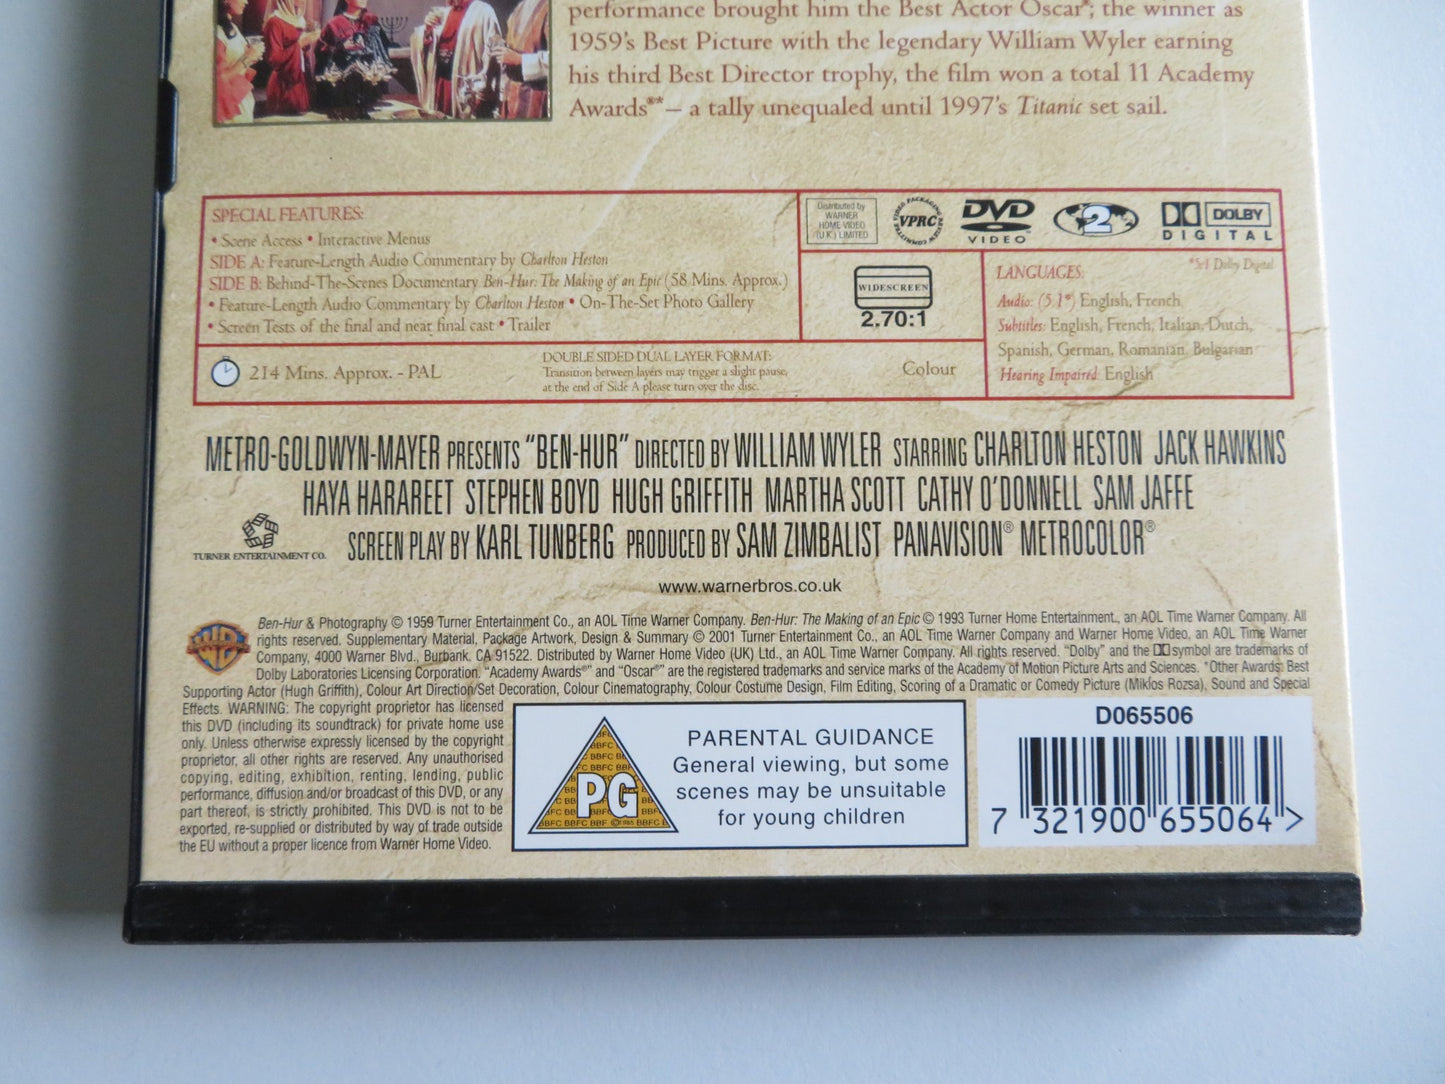 performance brought him the Best Actor Oscar®; the winner as
1959's Best Picture with the legendary William Wyler earning
his third Best Director trophy, the film won a total 11 Academy
Awards®* – a tally unequaled until 1997's Titanic set sail.
SPECIAL FEATURES:
• Scene Access • Interactive Menus
SIDE A: Feature-Length Audio Commentary by Charlton Heston
SIDE B: Behind-The-Scenes Documentary Ben-Hur: The Making of an Epic (58 Mins. Approx.)
• Feature-Length Audio Commentary by Charlton Heston • On-The-Set Photo Gallery
• Screen Tests of the final and near final cast • Trailer
214 Mins. Approx. - PAL
DOUBLE SIDED DUAL LAYER FORMAT:
Transition between layers may trigger a slight pause,
at the end of Side A please turn over the disc.
Colour
Distributed by
WARNER
HOME VIDEO
(U.K.) LIMITED
VIDEO PACKAGING REVIEW COMMITTEE
VPRC
DVD
VIDEO
2
DOLBY
DIGITAL
*5.1 Dolby Digital
WIDESCREEN
2.70:1
LANGUAGES:
Audio: (5.1*) English, French
Subtitles: English, French, Italian, Dutch,
Spanish, German, Romanian, Bulgarian
Hearing Impaired: English
METRO-GOLDWYN-MAYER PRESENTS "BEN-HUR" DIRECTED BY WILLIAM WYLER STARRING CHARLTON HESTON JACK HAWKINS
HAYA HARAREET STEPHEN BOYD HUGH GRIFFITH MARTHA SCOTT CATHY O'DONNELL SAM JAFFE
SCREEN PLAY BY KARL TUNBERG PRODUCED BY SAM ZIMBALIST PANAVISION® METROCOLOR®
TURNER ENTERTAINMENT CO.
www.warnerbros.co.uk
Ben-Hur & Photography © 1959 Turner Entertainment Co., an AOL Time Warner Company. Ben-Hur: The Making of an Epic © 1993 Turner Home Entertainment., an AOL Time Warner Company. All
rights reserved. Supplementary Material, Package Artwork, Design & Summary © 2001 Turner Entertainment Co., an AOL Time Warner Company and Warner Home Video, an AOL Time Warner
Company, 4000 Warner Blvd., Burbank. CA 91522. Distributed by Warner Home Video (UK) Ltd., an AOL Time Warner Company. All rights reserved. "Dolby" and the symbol are trademarks of
Dolby Laboratories Licensing Corporation. "Academy Awards®" and "Oscar®" are the registered trademarks and service marks of the Academy of Motion Picture Arts and Sciences. *Other Awards: Best
Supporting Actor (Hugh Griffith), Colour Art Direction/Set Decoration, Colour Cinematography, Colour Costume Design, Film Editing, Scoring of a Dramatic or Comedy Picture (Miklos Rozsa), Sound and Special
Effects. WARNING: The copyright proprietor has licensed
this DVD (including its soundtrack) for private home use
only. Unless otherwise expressly licensed by the copyright
proprietor, all other rights are reserved. Any unauthorised
copying, editing, exhibition, renting, lending, public
performance, diffusion and/or broadcast of this DVD, or any
part thereof, is strictly prohibited. This DVD is not to be
exported, re-supplied or distributed by way of trade outside
the EU without a proper licence from Warner Home Video.
WB
PG
PARENTAL GUIDANCE
General viewing, but some
scenes may be unsuitable
for young children
D065506
7 321900 655064 >